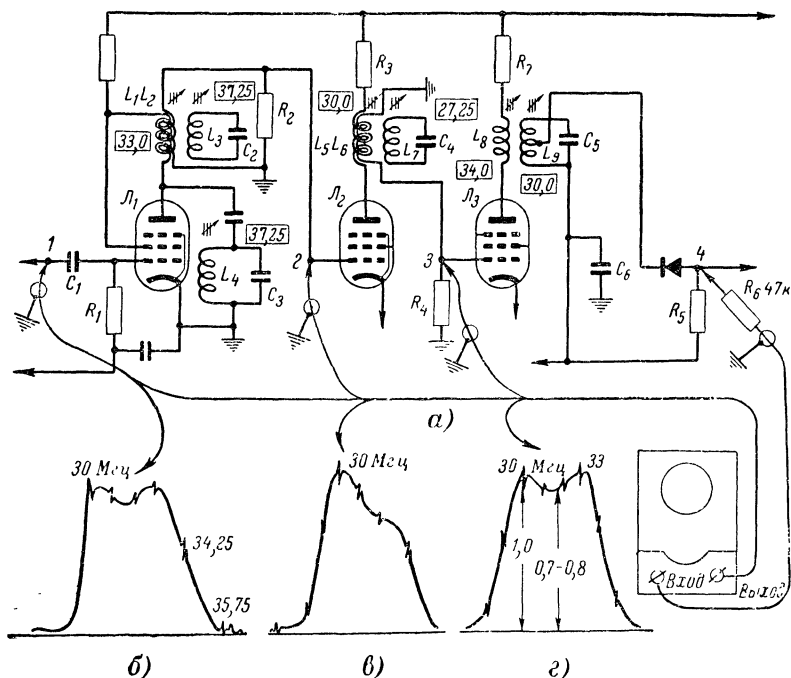 R₃
R₇
L₁L₂
37,25
30,0
27,25
R₂
33,0
L₃
C₂
L₅L₆
L₇
C₄
L₈
L₉
C₅
34,0
30,0
Л₁
Л₂
Л₃
1
37,25
2
3
4
C₁
L₄
C₃
C₆
R₁
R₄
R₅
R₆ 47к
а)
30 Мгц
30 Мгц
30 Мгц 33
34,25
1,0
0,7-0,8
35,75
Вход
Выход
б)
в)
г)